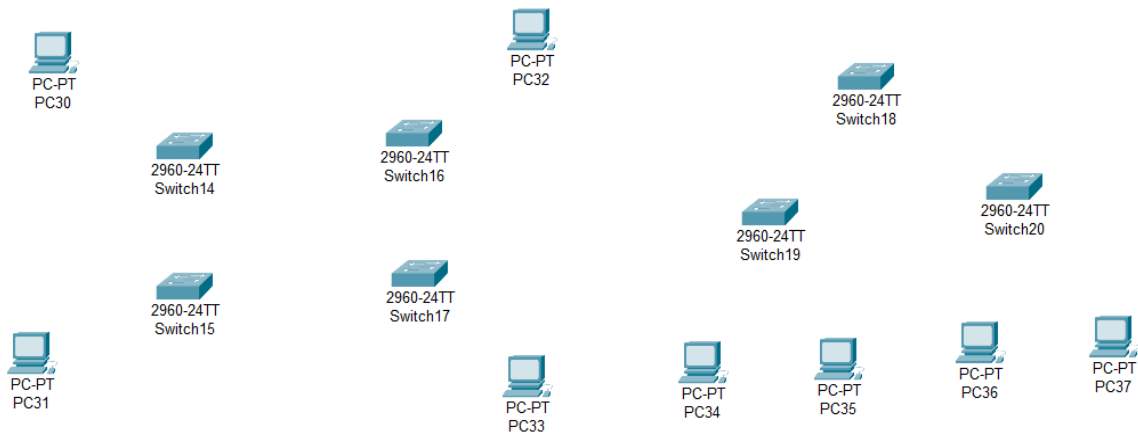 PC-PT
PC30
PC-PT
PC32
2960-24TT
Switch18
2960-24TT
Switch14
2960-24TT
Switch16
2960-24TT
Switch20
2960-24TT
Switch19
2960-24TT
Switch15
2960-24TT
Switch17
PC-PT
PC31
PC-PT
PC33
PC-PT
PC34
PC-PT
PC35
PC-PT
PC36
PC-PT
PC37